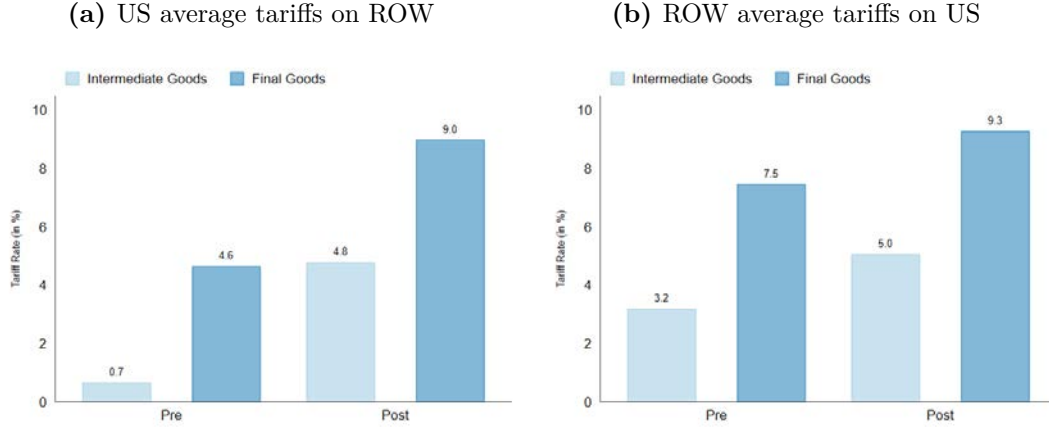 (a) US average tariffs on ROW
Intermediate Goods Final Goods
Tariff Rate (in %)
10
8
6
4
2
0
0.7
4.6
4.8
9.0
Pre Post
(b) ROW average tariffs on US
Intermediate Goods Final Goods
Tariff Rate (in %)
10
8
6
4
2
0
3.2
7.5
5.0
9.3
Pre Post